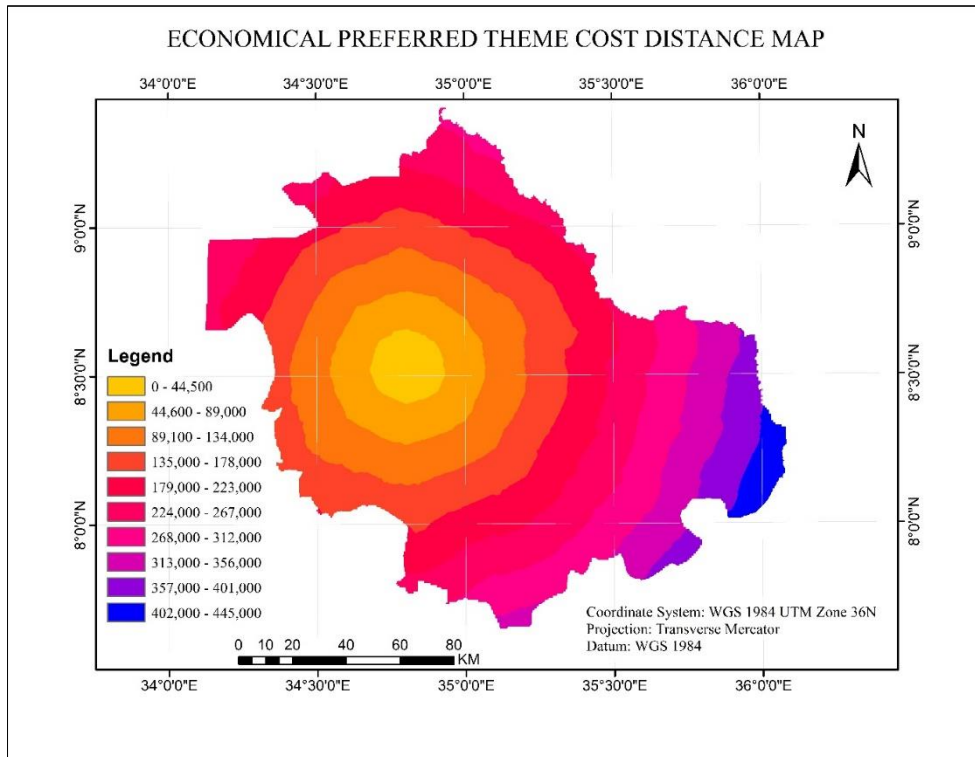 ECONOMICAL PREFERRED THEME COST DISTANCE MAP
34°0'0"E 34°30'0"E 35°0'0"E 35°30'0"E 36°0'0"E
N
9°0'0"N 9°0'0"N
8°30'0"N 8°30'0"N
8°0'0"N 8°0'0"N
Legend
0 - 44,500
44,600 - 89,000
89,100 - 134,000
135,000 - 178,000
179,000 - 223,000
224,000 - 267,000
268,000 - 312,000
313,000 - 356,000
357,000 - 401,000
402,000 - 445,000
Coordinate System: WGS 1984 UTM Zone 36N
Projection: Transverse Mercator
Datum: WGS 1984
0 10 20 40 60 80
KM
34°0'0"E 34°30'0"E 35°0'0"E 35°30'0"E 36°0'0"E